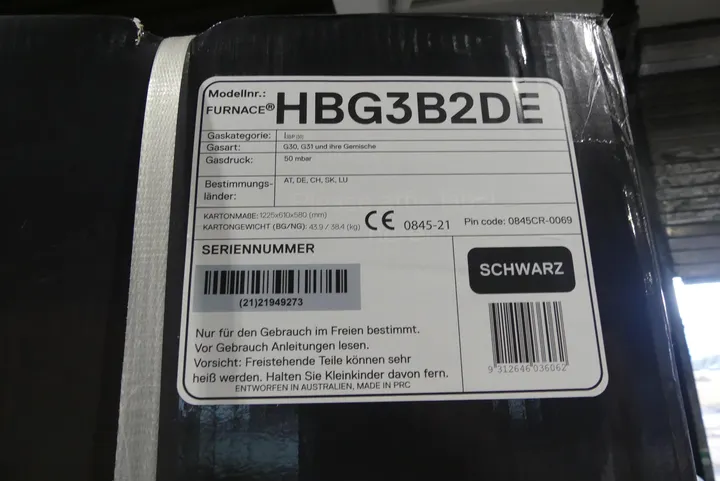 Modellnr.:
FURNACE® HBG3B2DE
Gaskategorie:
Gasart: G30, G31 und ihre Gemische
Gasdruck: 50 mbar
Bestimmungs-
länder: AT, DE, CH, SK, LU
KARTONMAßE: 1225x610x580 (mm)
KARTONGEWICHT (BG/NG): 43.9 / 38.4 (kg)
CE 0845-21 Pin code: 0845CR-0069
SERIENNUMMER
(21)21949273
SCHWARZ
9 312646 036062
Nur für den Gebrauch im Freien bestimmt.
Vor Gebrauch Anleitungen lesen.
Vorsicht: Freistehende Teile können sehr
heiß werden. Halten Sie Kleinkinder davon fern.
ENTWORFEN IN AUSTRALIEN, MADE IN PRC